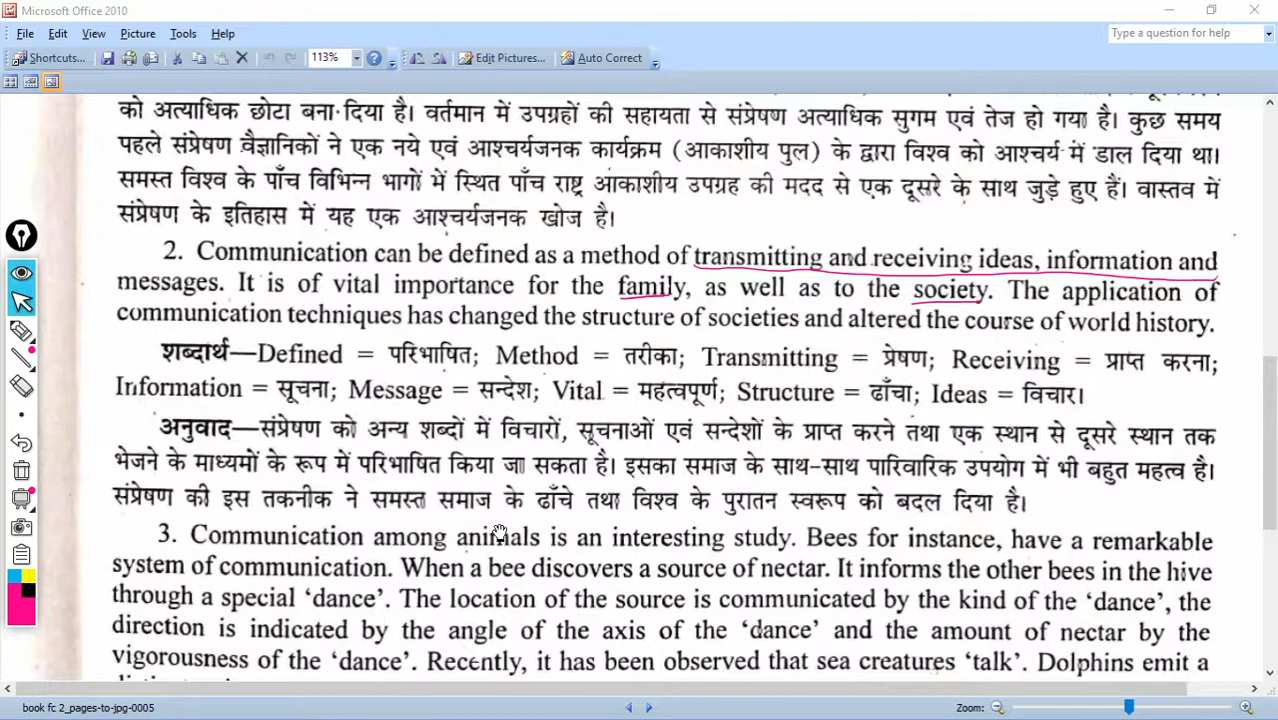 Microsoft Office 2010
File Edit View Picture Tools Help
Type a question for help
Shortcuts... 113% Edit Pictures... Auto Correct
को अत्याधिक छोटा बना दिया है। वर्तमान में उपग्रहों की सहायता से संप्रेषण अत्याधिक सुगम एवं तेज हो गया है। कुछ समय
पहले संप्रेषण वैज्ञानिकों ने एक नये एवं आश्चर्यजनक कार्यक्रम (आकाशीय पुल) के द्वारा विश्व को आश्चर्य में डाल दिया था।
समस्त विश्व के पाँच विभिन्न भागों में स्थित पाँच राष्ट्र आकाशीय उपग्रह की मदद से एक दूसरे के साथ जुड़े हुए हैं। वास्तव में
संप्रेषण के इतिहास में यह एक आश्चर्यजनक खोज है।
2. Communication can be defined as a method of transmitting and receiving ideas, information and
messages. It is of vital importance for the family, as well as to the society. The application of
communication techniques has changed the structure of societies and altered the course of world history.
शब्दार्थ—Defined = परिभाषित; Method = तरीका; Transmitting = प्रेषण; Receiving = प्राप्त करना;
Information = सूचना; Message = सन्देश; Vital = महत्वपूर्ण; Structure = ढाँचा; Ideas = विचार।
अनुवाद—संप्रेषण को अन्य शब्दों में विचारों, सूचनाओं एवं सन्देशों के प्राप्त करने तथा एक स्थान से दूसरे स्थान तक
भेजने के माध्यमों के रूप में परिभाषित किया जा सकता है। इसका समाज के साथ-साथ पारिवारिक उपयोग में भी बहुत महत्व है।
संप्रेषण की इस तकनीक ने समस्त समाज के ढाँचे तथा विश्व के पुरातन स्वरूप को बदल दिया है।
3. Communication among animals is an interesting study. Bees for instance, have a remarkable
system of communication. When a bee discovers a source of nectar. It informs the other bees in the hive
through a special ‘dance’. The location of the source is communicated by the kind of the ‘dance’, the
direction is indicated by the angle of the axis of the ‘dance’ and the amount of nectar by the
vigorousness of the ‘dance’. Recently, it has been observed that sea creatures ‘talk’. Dolphins emit a
book fc 2_pages-to-jpg-0005
Zoom: